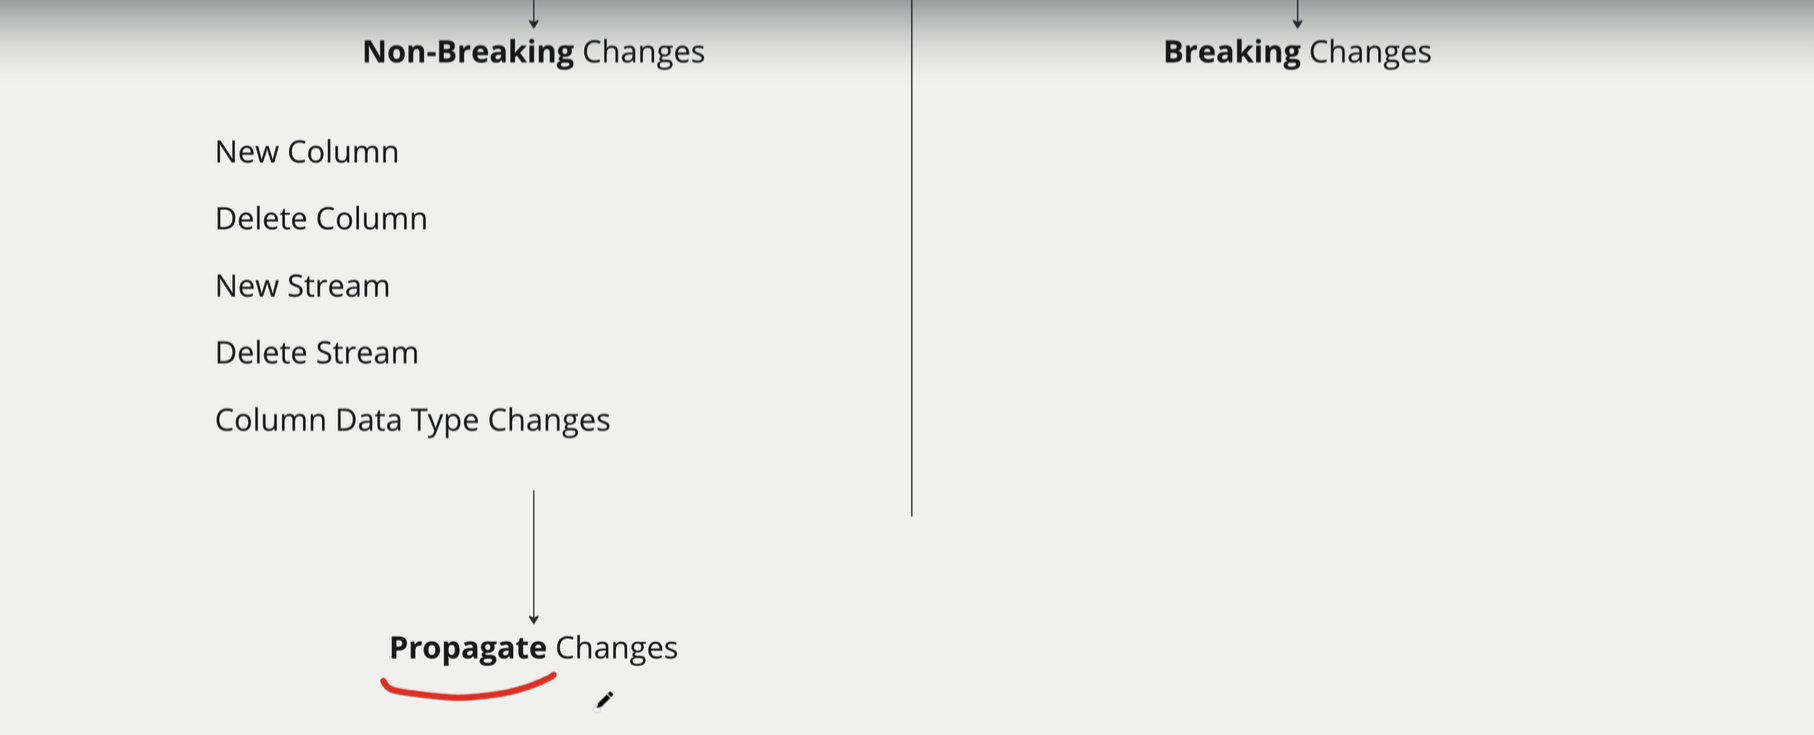 Non-Breaking Changes
Breaking Changes
New Column
Delete Column
New Stream
Delete Stream
Column Data Type Changes
Propagate Changes